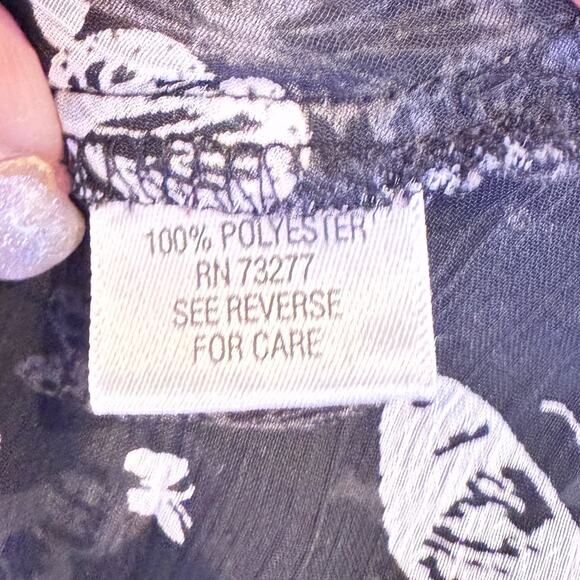 100% POLYESTER
RN 73277
SEE REVERSE
FOR CARE